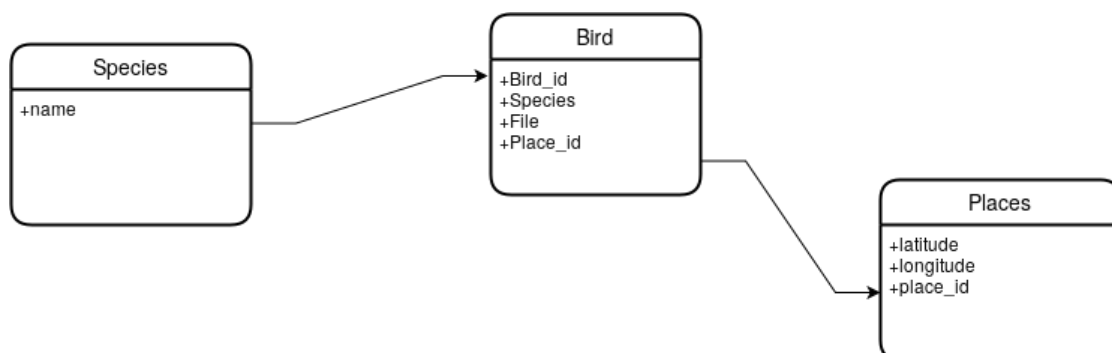 Species
+name
Bird
+Bird_id
+Species
+File
+Place_id
Places
+latitude
+longitude
+place_id